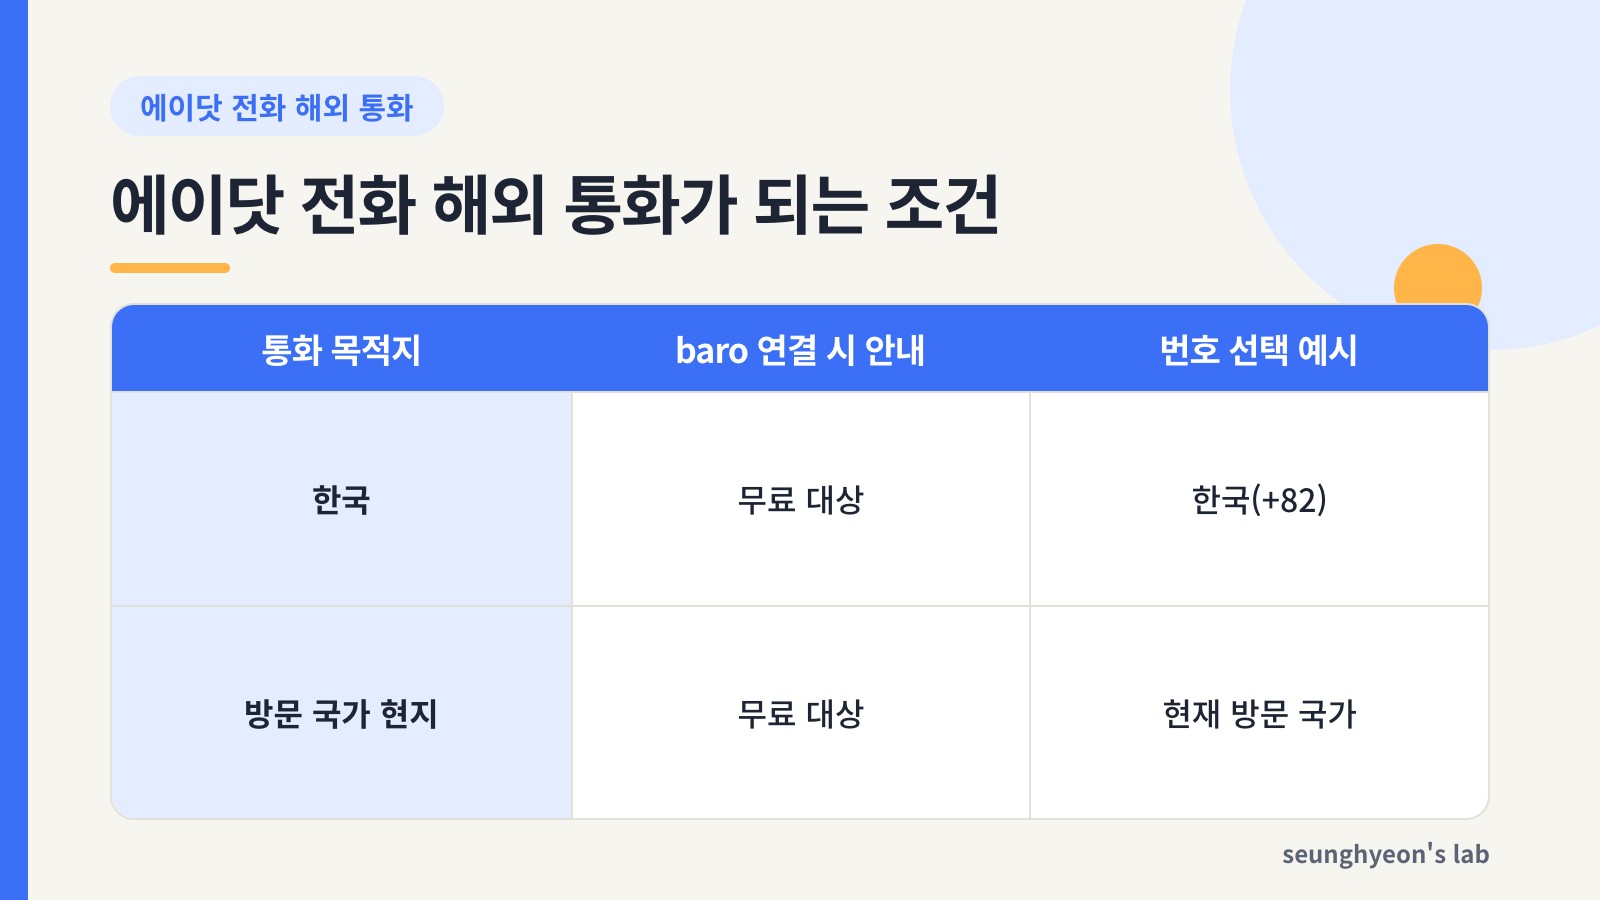 에이닷 전화 해외 통화
에이닷 전화 해외 통화가 되는 조건
통화 목적지 baro 연결 시 안내 번호 선택 예시
한국 무료 대상 한국(+82)
방문 국가 현지 무료 대상 현재 방문 국가
seunghyeon's lab